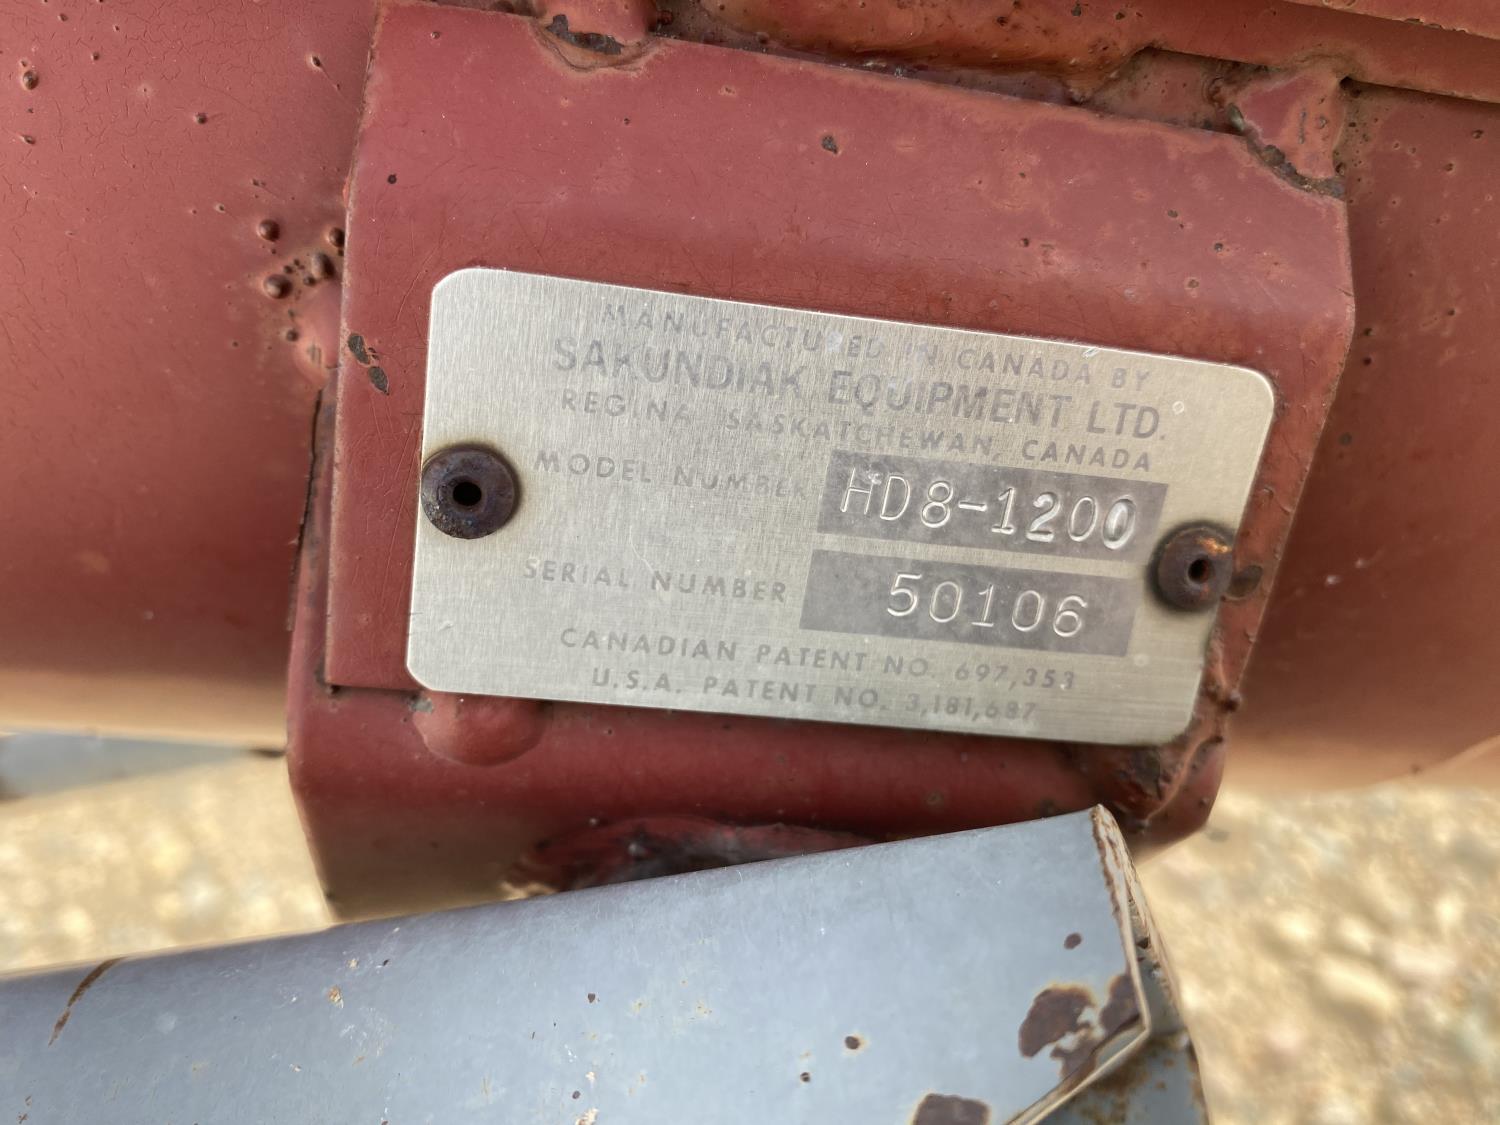 MANUFACTURED IN CANADA BY
SAKUNDIAK EQUIPMENT LTD.
REGINA SASKATCHEWAN, CANADA
MODEL NUMBER HD8-1200
SERIAL NUMBER 50106
CANADIAN PATENT NO. 697,353
U.S.A. PATENT NO. 3,181,687